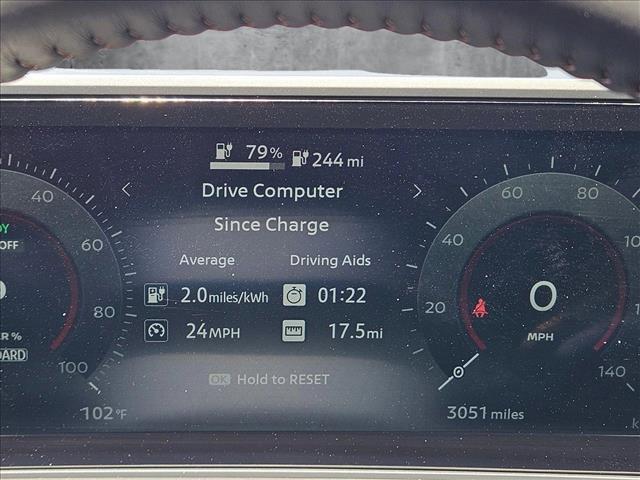 79% 244 mi
Drive Computer
Since Charge
Average Driving Aids
2.0 miles/kWh 01:22
24 MPH 17.5 mi
OK Hold to RESET
40
60
80
100
OFF
%
102°F
0
20
40
60
80
140
0
MPH
3051 miles